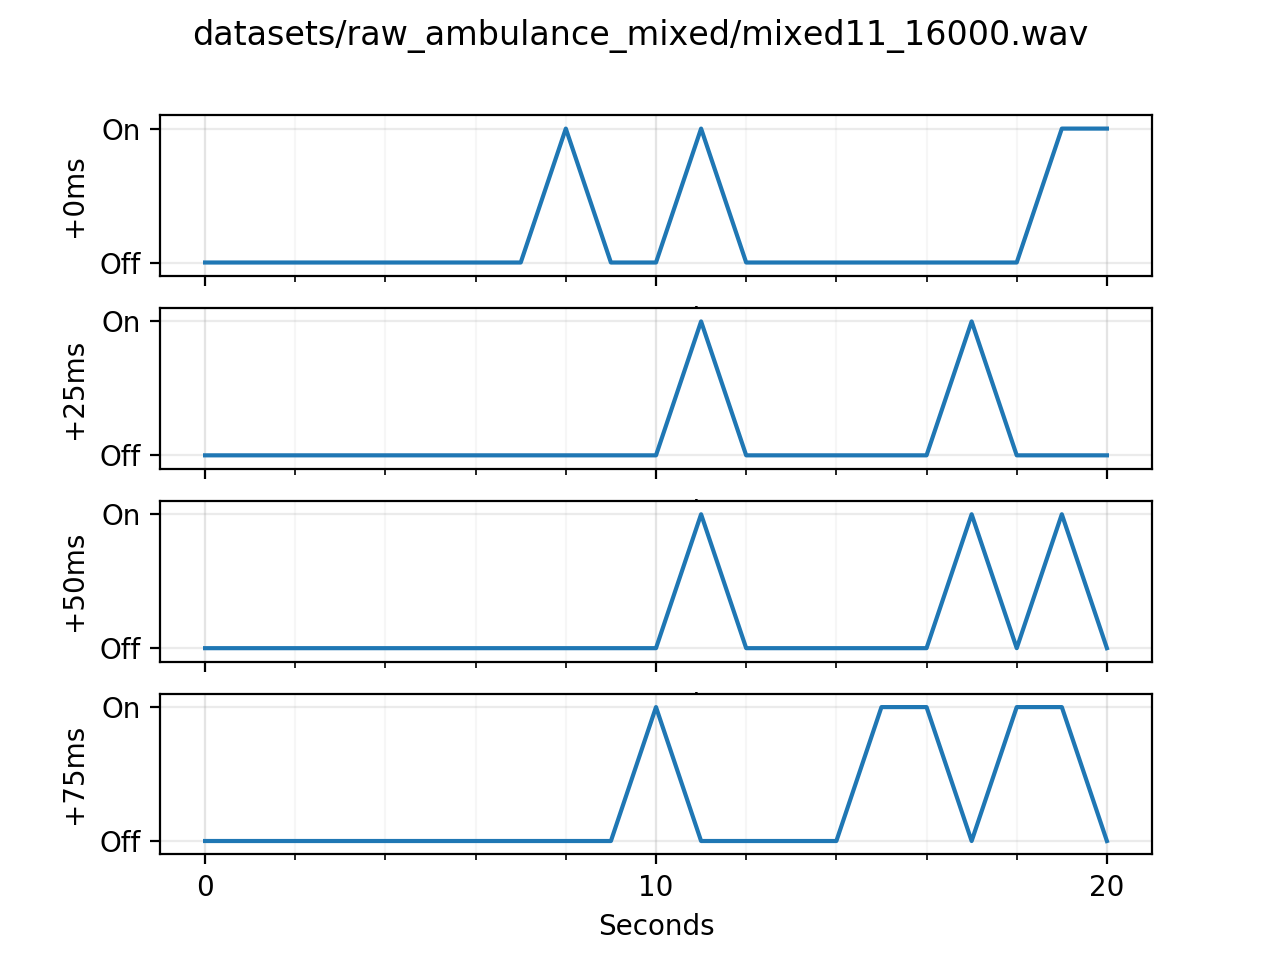 datasets/raw_ambulance_mixed/mixed11_16000.wav
On
+0ms
Off
On
+25ms
Off
On
+50ms
Off
On
+75ms
Off
0 10 20
Seconds